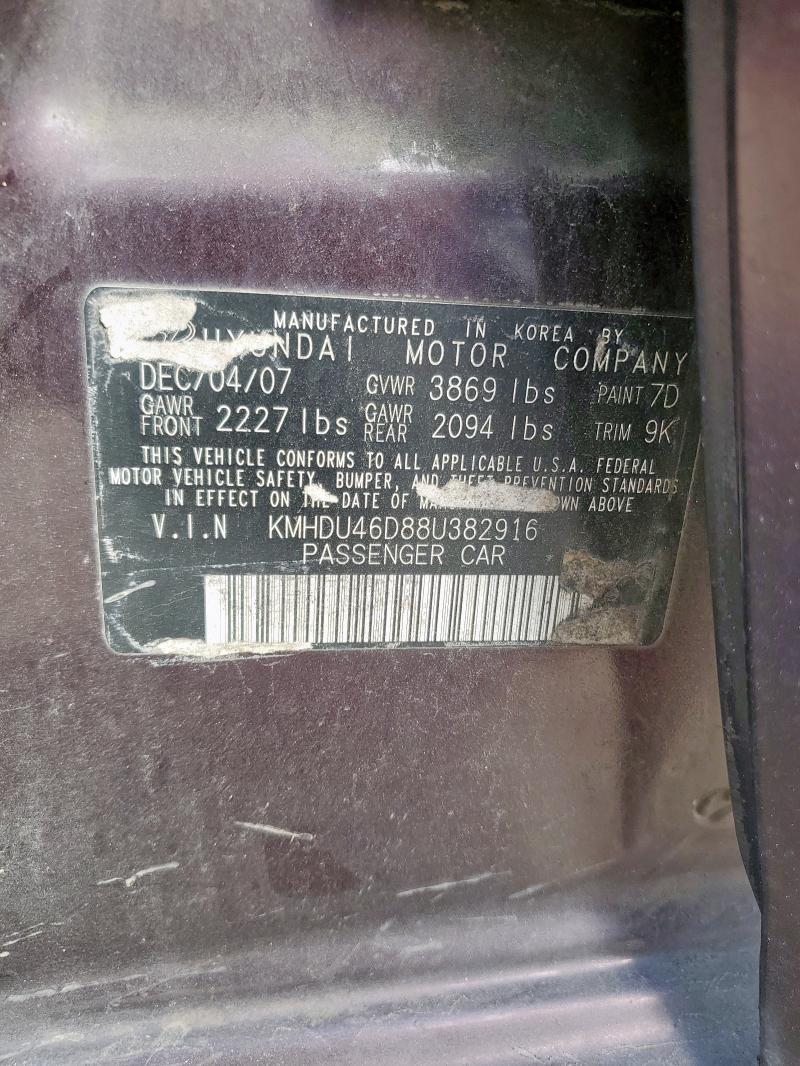 MANUFACTURED IN KOREA BY
HYUNDAI MOTOR COMPANY
DEC/04/07 GVWR 3869 lbs PAINT 7D
GAWR FRONT 2227 lbs GAWR REAR 2094 lbs TRIM 9K
THIS VEHICLE CONFORMS TO ALL APPLICABLE U.S.A. FEDERAL
MOTOR VEHICLE SAFETY, BUMPER, AND THEFT PREVENTION STANDARDS
IN EFFECT ON DATE OF ABOVE
V.I.N KMHDU46D88U382916
PASSENGER CAR